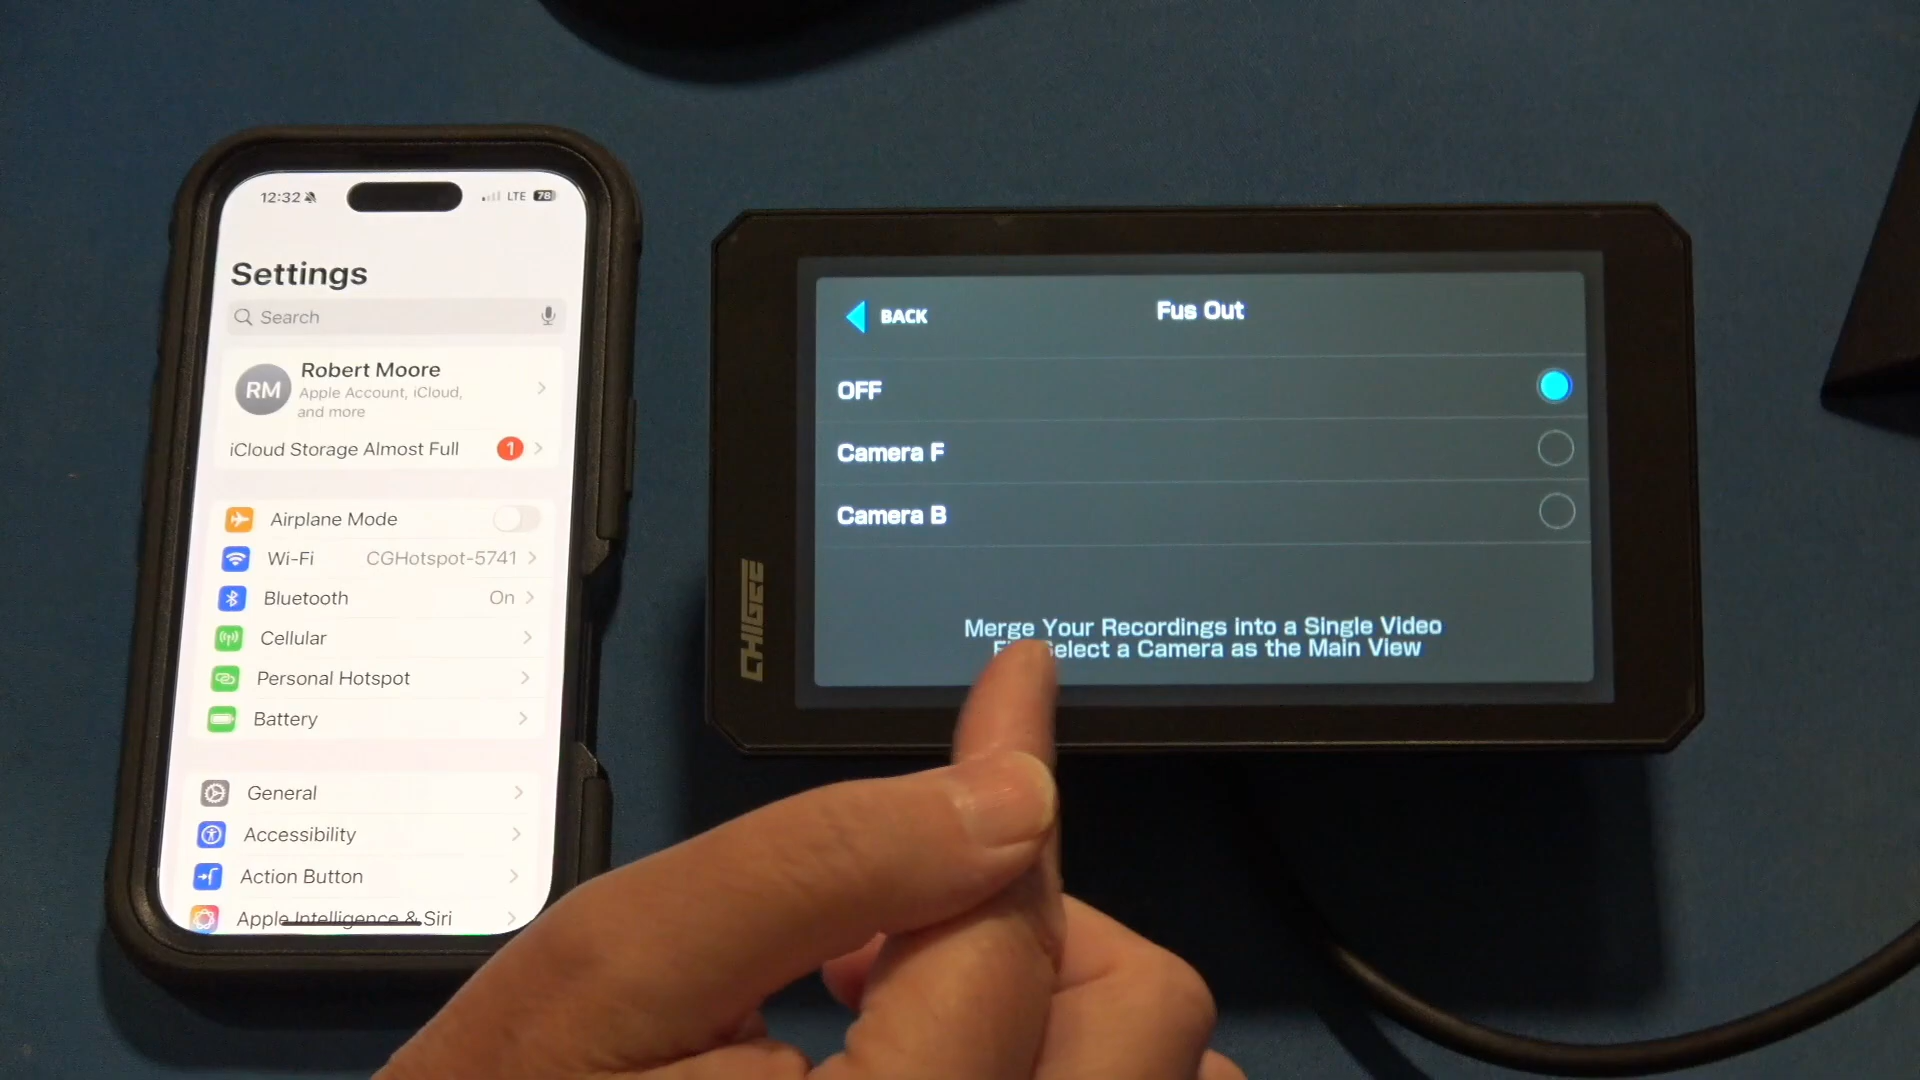 12:32
LTE 78
Settings
Search
RM
Robert Moore
Apple Account, iCloud,
and more
iCloud Storage Almost Full 1
Airplane Mode
Wi-Fi CGHotspot-5741
Bluetooth On
Cellular
Personal Hotspot
Battery
General
Accessibility
Action Button
Apple Intelligence & Siri
CHIGEE
BACK
Fus Out
OFF
Camera F
Camera B
Merge Your Recordings into a Single Video
Select a Camera as the Main View